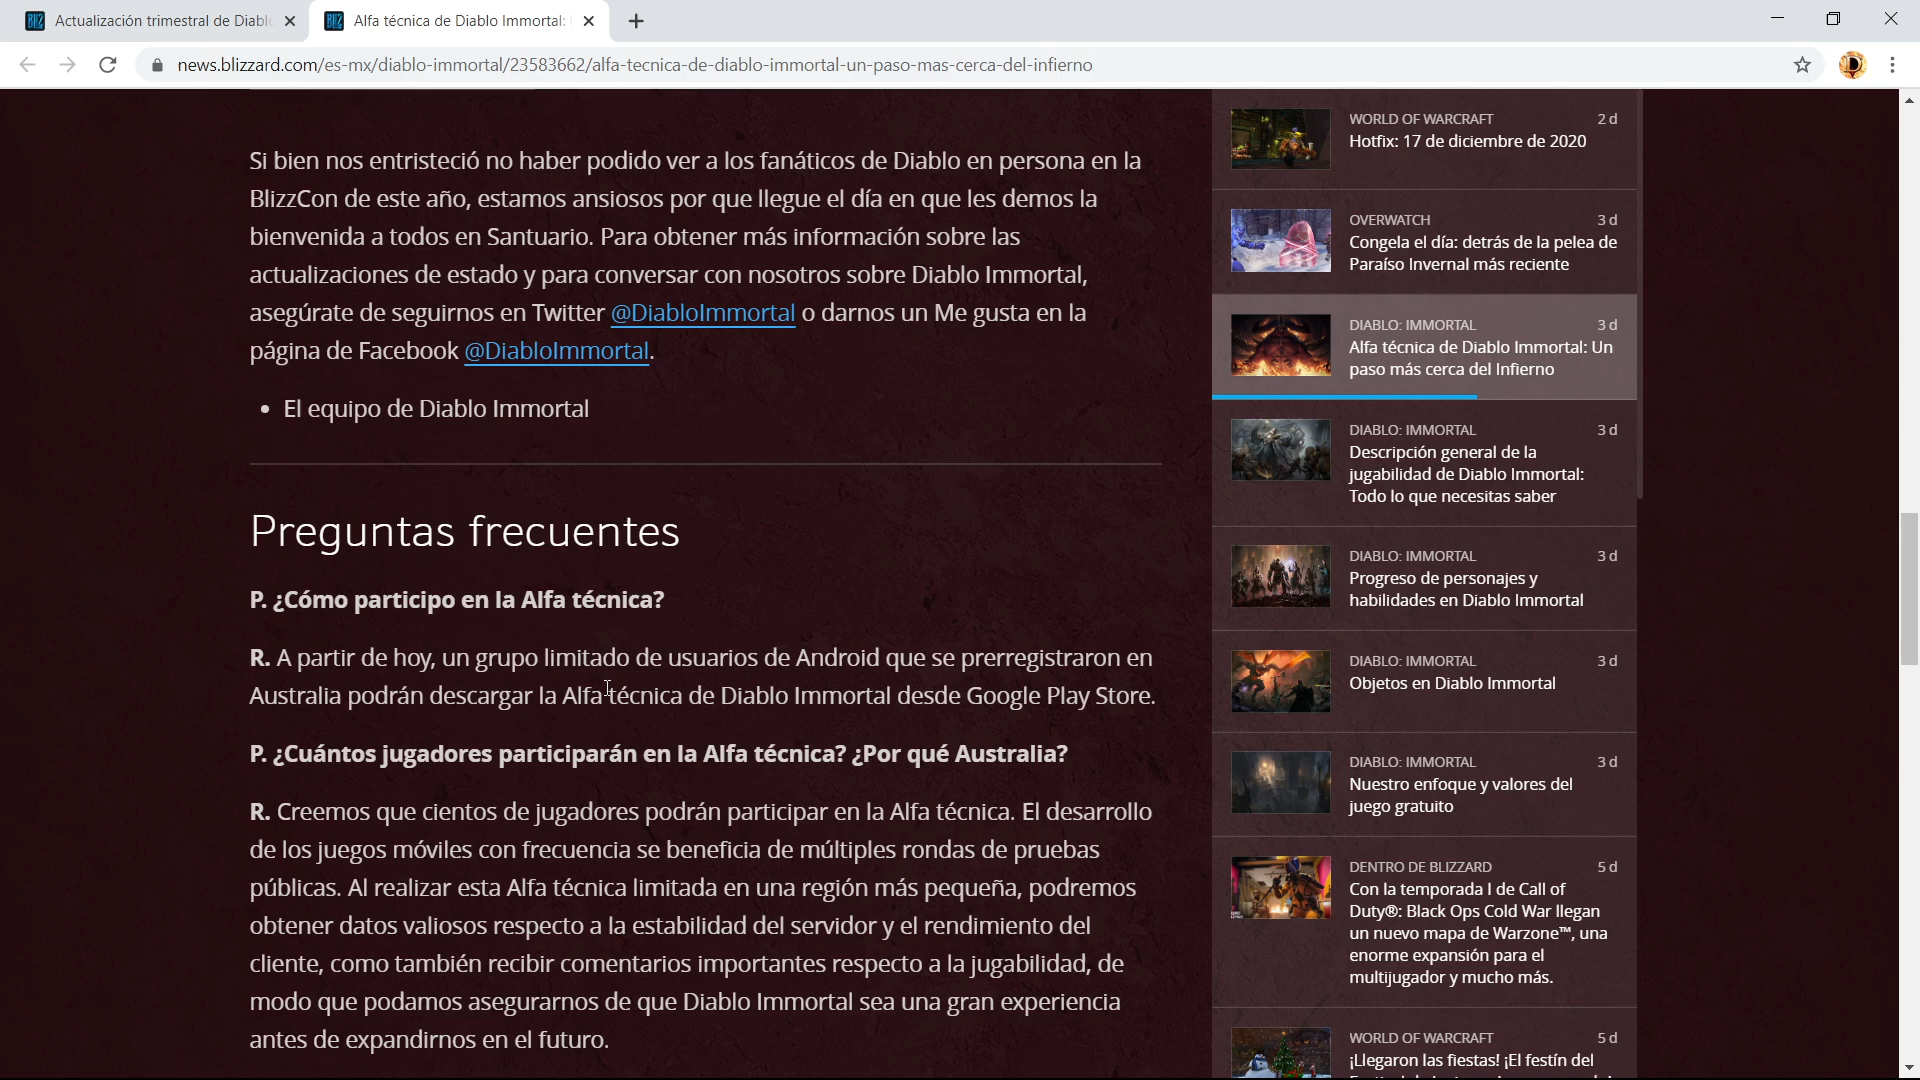 Actualización trimestral de Diabl
Alfa técnica de Diablo Immortal:
news.blizzard.com/es-mx/diablo-immortal/23583662/alfa-tecnica-de-diablo-immortal-un-paso-mas-cerca-del-infierno
Si bien nos entristeció no haber podido ver a los fanáticos de Diablo en persona en la
BlizzCon de este año, estamos ansiosos por que llegue el día en que les demos la
bienvenida a todos en Santuario. Para obtener más información sobre las
actualizaciones de estado y para conversar con nosotros sobre Diablo Immortal,
asegúrate de seguirnos en Twitter @DiabloImmortal o darnos un Me gusta en la
página de Facebook @DiabloImmortal.
• El equipo de Diablo Immortal
Preguntas frecuentes
P. ¿Cómo participo en la Alfa técnica?
R. A partir de hoy, un grupo limitado de usuarios de Android que se prerregistraron en
Australia podrán descargar la Alfa técnica de Diablo Immortal desde Google Play Store.
P. ¿Cuántos jugadores participarán en la Alfa técnica? ¿Por qué Australia?
R. Creemos que cientos de jugadores podrán participar en la Alfa técnica. El desarrollo
de los juegos móviles con frecuencia se beneficia de múltiples rondas de pruebas
públicas. Al realizar esta Alfa técnica limitada en una región más pequeña, podremos
obtener datos valiosos respecto a la estabilidad del servidor y el rendimiento del
cliente, como también recibir comentarios importantes respecto a la jugabilidad, de
modo que podamos asegurarnos de que Diablo Immortal sea una gran experiencia
antes de expandirnos en el futuro.
WORLD OF WARCRAFT 2 d
Hotfix: 17 de diciembre de 2020
OVERWATCH 3 d
Congela el día: detrás de la pelea de
Paraíso Invernal más reciente
DIABLO: IMMORTAL 3 d
Alfa técnica de Diablo Immortal: Un
paso más cerca del Infierno
DIABLO: IMMORTAL 3 d
Descripción general de la
jugabilidad de Diablo Immortal:
Todo lo que necesitas saber
DIABLO: IMMORTAL 3 d
Progreso de personajes y
habilidades en Diablo Immortal
DIABLO: IMMORTAL 3 d
Objetos en Diablo Immortal
DIABLO: IMMORTAL 3 d
Nuestro enfoque y valores del
juego gratuito
DENTRO DE BLIZZARD 5 d
Con la temporada I de Call of
Duty®: Black Ops Cold War llegan
un nuevo mapa de Warzone™, una
enorme expansión para el
multijugador y mucho más.
WORLD OF WARCRAFT 5 d
¡Llegaron las fiestas! ¡El festín del